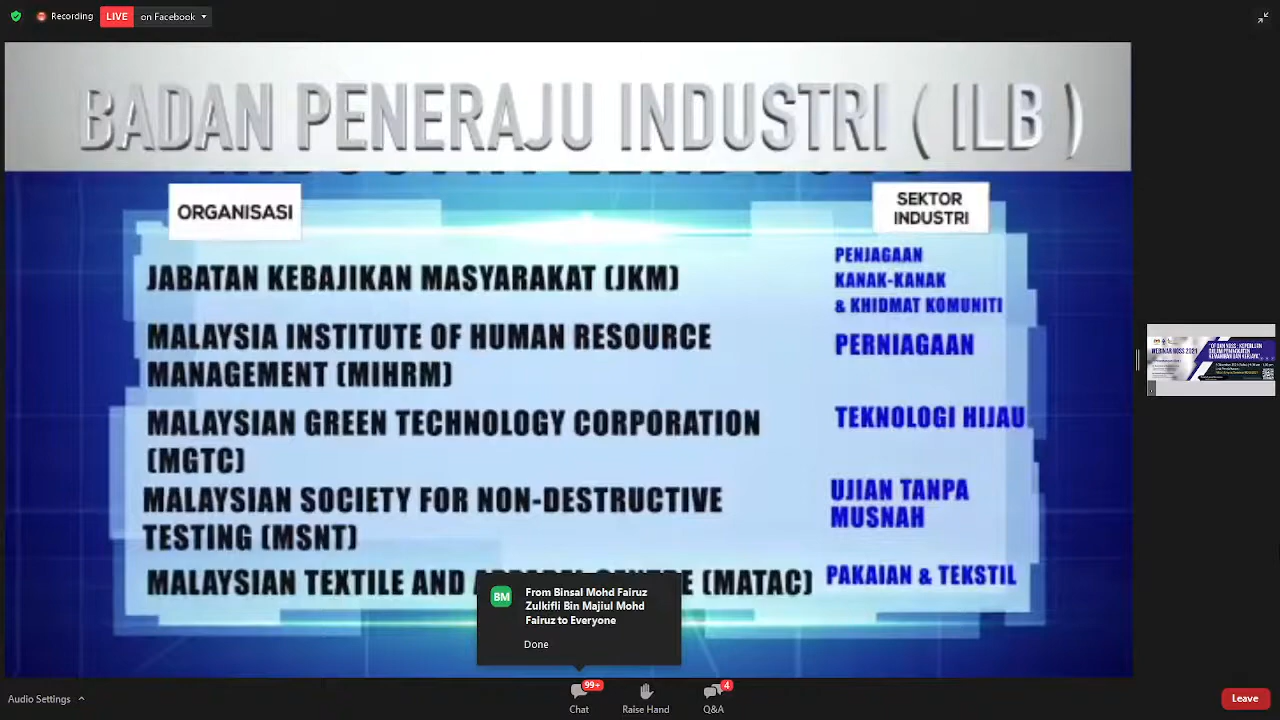 Recording
LIVE
on Facebook
BADAN PENERAJU INDUSTRI ( ILB )
ORGANISASI
SEKTOR
INDUSTRI
JABATAN KEBAJIKAN MASYARAKAT (JKM)
PENJAGAAN
KANAK-KANAK
& KHIDMAT KOMUNITI
MALAYSIA INSTITUTE OF HUMAN RESOURCE
MANAGEMENT (MIHRM)
PERNIAGAAN
MALAYSIAN GREEN TECHNOLOGY CORPORATION
(MGTC)
TEKNOLOGI HIJAU
MALAYSIAN SOCIETY FOR NON-DESTRUCTIVE
TESTING (MSNT)
UJIAN TANPA
MUSNAH
MALAYSIAN TEXTILE AND (MATAC)
PAKAIAN & TEKSTIL
WEBINAR NOSS 2021
BM
From Binsal Mohd Fairuz
Zulkifli Bin Majiul Mohd
Fairuz to Everyone
Done
Audio Settings
99+
Chat
Raise Hand
4
Q&A
Leave